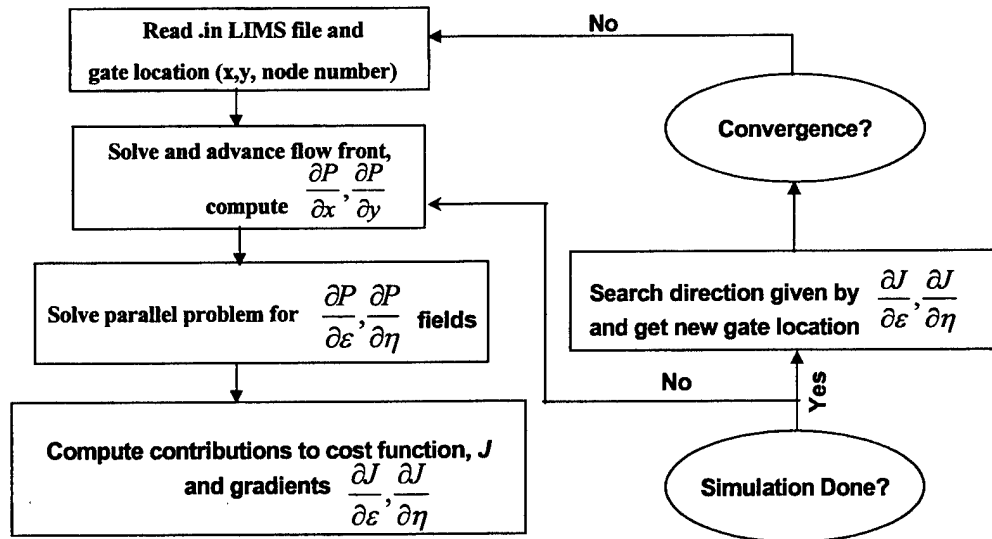 Read .in LIMS file and
gate location (x,y, node number)
Solve and advance flow front,
compute ∂P/∂x, ∂P/∂y
Solve parallel problem for ∂P/∂ε, ∂P/∂η fields
Compute contributions to cost function, J
and gradients ∂J/∂ε, ∂J/∂η
No
Convergence?
Search direction given by ∂J/∂ε, ∂J/∂η
and get new gate location
No
Yes
Simulation Done?